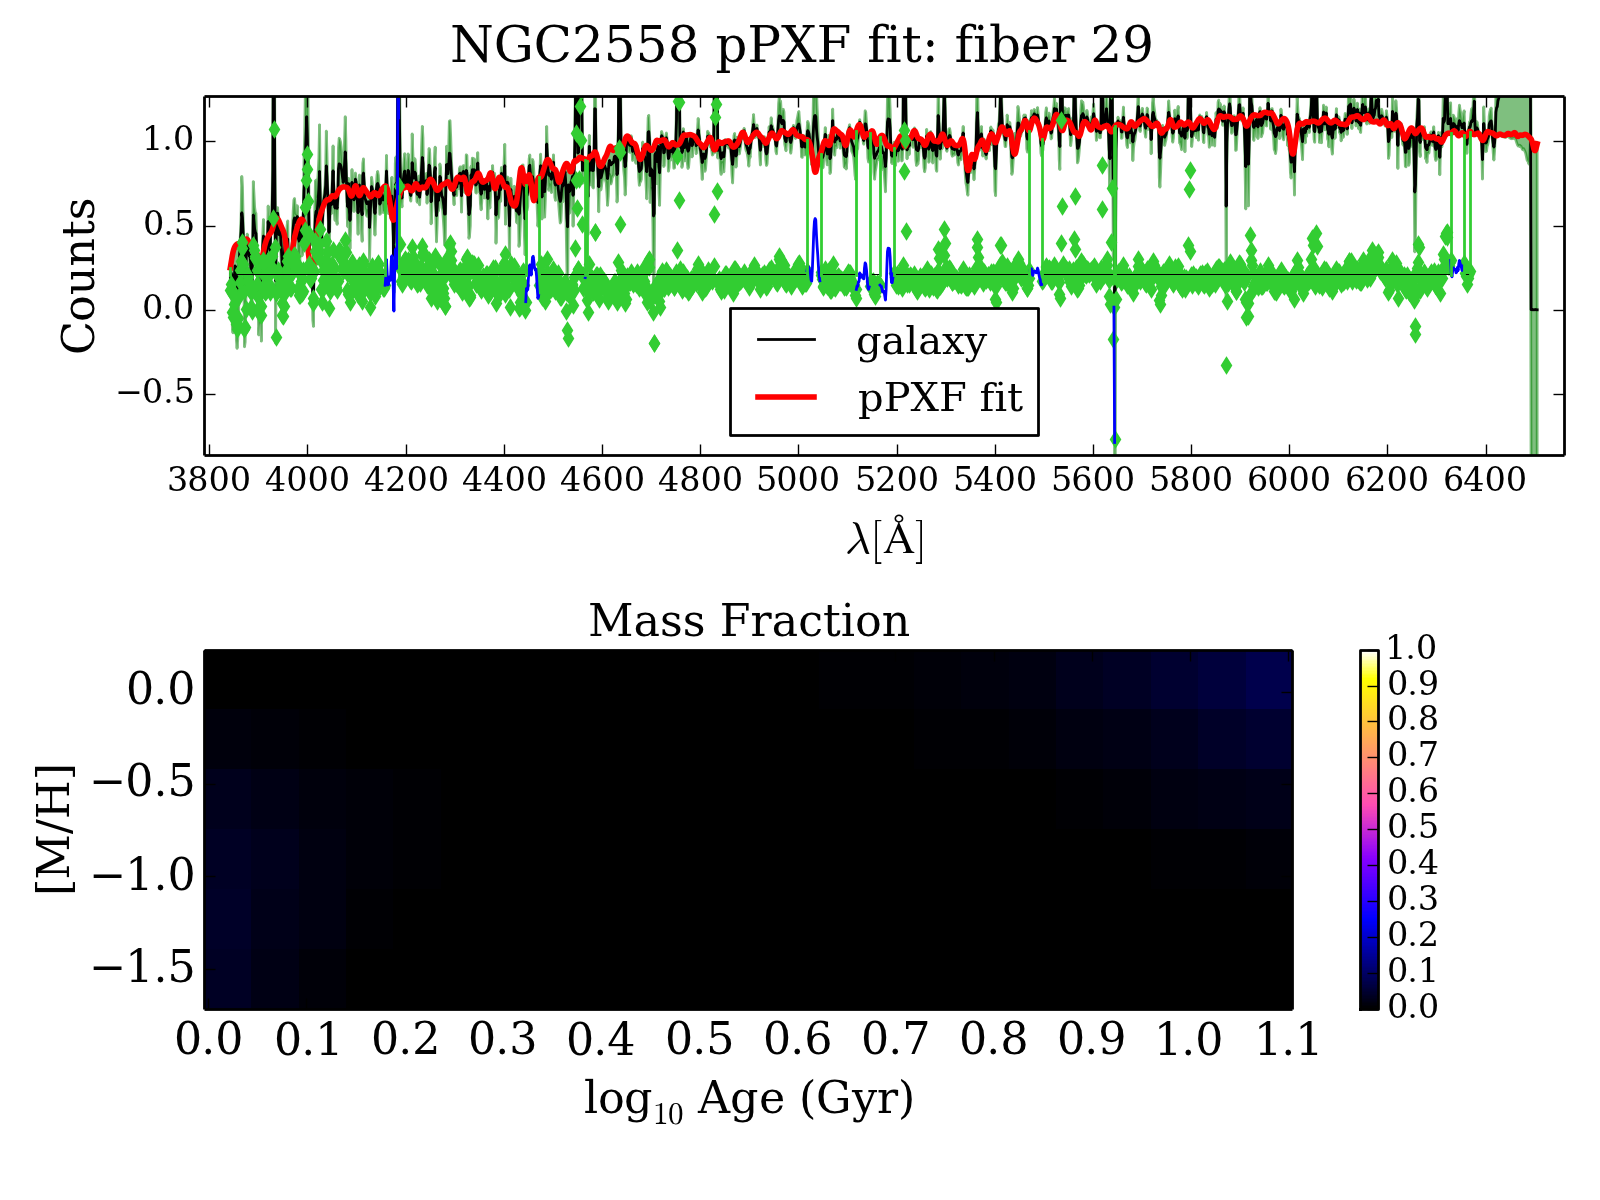 NGC2558 pPXF fit: fiber 29
Counts
1.0
0.5
0.0
−0.5
galaxy
pPXF fit
3800 4000 4200 4400 4600 4800 5000 5200 5400 5600 5800 6000 6200 6400
λ[Å]
Mass Fraction
[M/H]
0.0
−0.5
−1.0
−1.5
0.0 0.1 0.2 0.3 0.4 0.5 0.6 0.7 0.8 0.9 1.0 1.1
log₁₀ Age (Gyr)
1.0
0.9
0.8
0.7
0.6
0.5
0.4
0.3
0.2
0.1
0.0